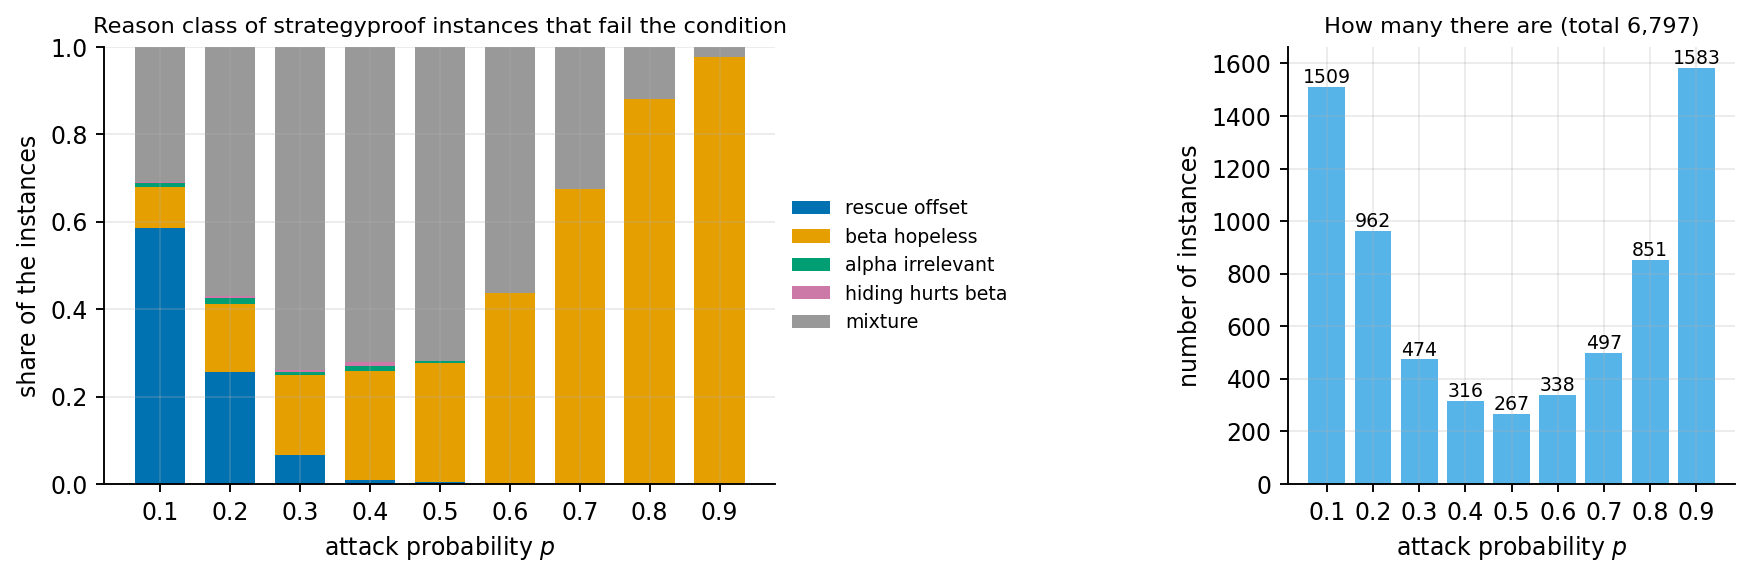 Reason class of strategyproof instances that fail the condition
share of the instances
1.0
0.8
0.6
0.4
0.2
0.0
0.1 0.2 0.3 0.4 0.5 0.6 0.7 0.8 0.9
attack probability p
rescue offset
beta hopeless
alpha irrelevant
hiding hurts beta
mixture
How many there are (total 6,797)
number of instances
1600
1400
1200
1000
800
600
400
200
0
1509
962
474
316
267
338
497
851
1583
0.1 0.2 0.3 0.4 0.5 0.6 0.7 0.8 0.9
attack probability p